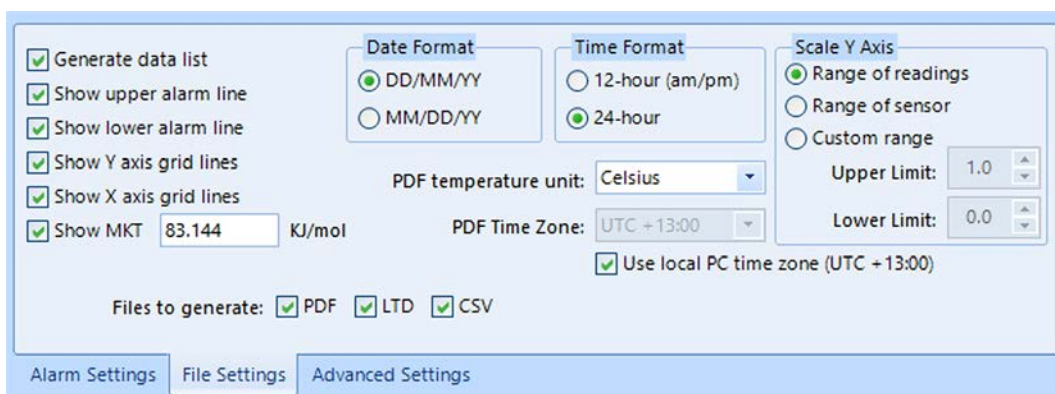 Generate data list
Show upper alarm line
Show lower alarm line
Show Y axis grid lines
Show X axis grid lines
Show MKT 83.144 KJ/mol
Date Format
DD/MM/YY
MM/DD/YY
Time Format
12-hour (am/pm)
24-hour
Scale Y Axis
Range of readings
Range of sensor
Custom range
Upper Limit: 1.0
Lower Limit: 0.0
PDF temperature unit: Celsius
PDF Time Zone: UTC +13:00
Use local PC time zone (UTC +13:00)
Files to generate: PDF LTD CSV
Alarm Settings File Settings Advanced Settings